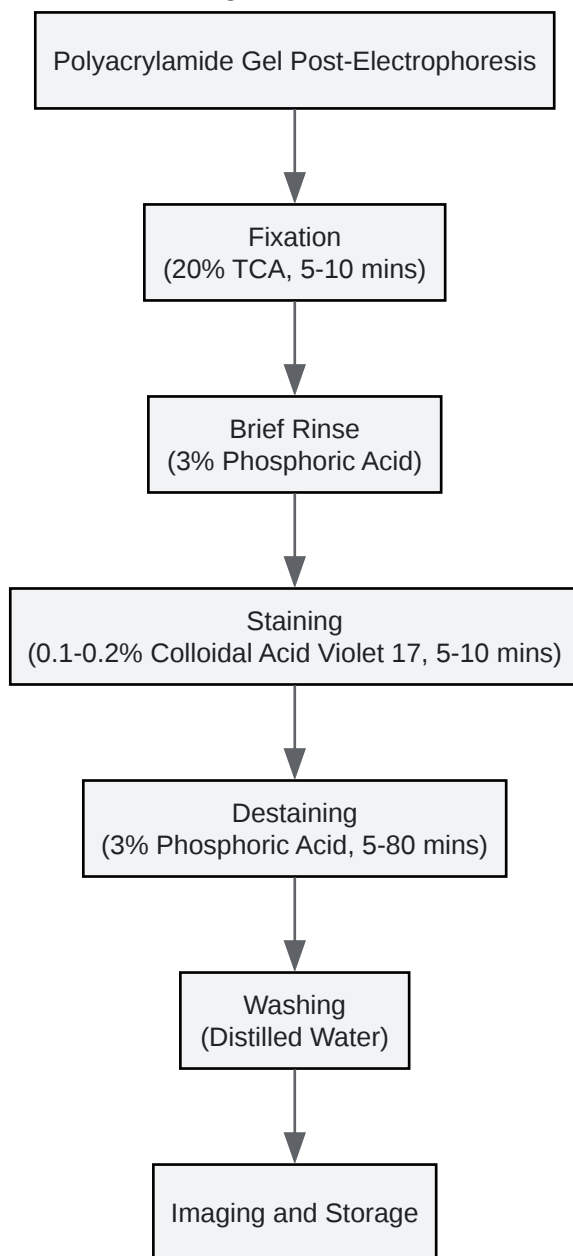 Polyacrylamide Gel Post-Electrophoresis
Fixation
(20% TCA, 5-10 mins)
Brief Rinse
(3% Phosphoric Acid)
Staining
(0.1-0.2% Colloidal Acid Violet 17, 5-10 mins)
Destaining
(3% Phosphoric Acid, 5-80 mins)
Washing
(Distilled Water)
Imaging and Storage